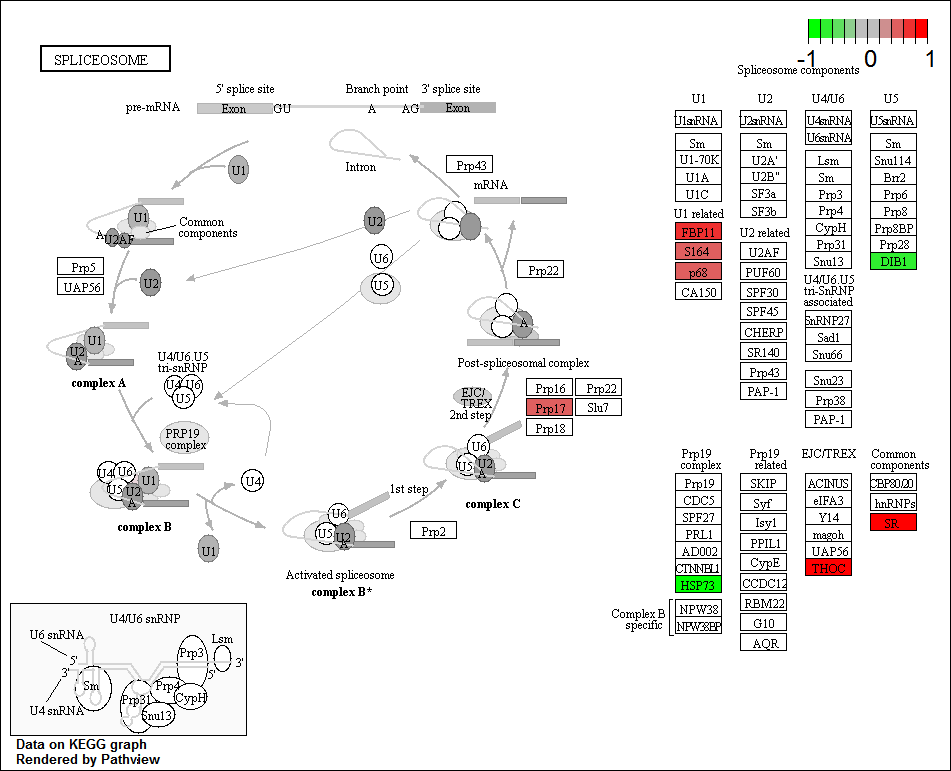 SPLICEOSOME
-1 0 1
5' splice site
Branch point
3' splice site
pre-mRNA
Exon
GU
A
AG
Exon
Intron
U1
Prp43
mRNA
U1
A
U2AF
Common
components
U2
Prp5
UAP56
U2
U6
U5
Prp22
U1
U2
A
complex A
U4/U6.U5
tri-snRNP
U4
U6
U5
A
Post-spliceosomal complex
EJC/
TREX
2nd step
Prp16
Prp22
Prp17
Slu7
Prp18
PRP19
complex
U4
U6
U5
U1
U2
A
complex B
U4
U1
U6
U5
U2
A
complex C
1st step
U6
U5
U2
A
Prp2
Activated spliceosome
complex B*
U4/U6 snRNP
U6 snRNA
5'
3'
U4 snRNA
Sm
Prp3
Lsm
3'
5'
Prp4
Prp31
CypH
Snu13
Data on KEGG graph
Rendered by Pathview
Spliceosome components
U1
U1snRNA
Sm
U1-70K
U1A
U1C
U1 related
FBP11
S164
p68
CA150
U2
U2snRNA
Sm
U2A'
U2B"
SF3a
SF3b
U2 related
U2AF
PUF60
SPF30
SPF45
CHERP
SR140
Prp43
PAP-1
U4/U6
U4snRNA
U6snRNA
Lsm
Sm
Prp3
Prp4
CypH
Prp31
Snu13
U4/U6.U5
tri-SnRNP
associated
SnRNP27
Sad1
Snu66
Snu23
Prp38
PAP-1
U5
U5snRNA
Sm
Snu114
Brr2
Prp6
Prp8
Prp8BP
Prp28
DIB1
Prp19
complex
Prp19
CDC5
SPF27
PRL1
AD002
CTNNBL1
HSP73
Complex B
specific
NPW38
NPW38BP
Prp19
related
SKIP
Syf
Isy1
PPIL1
CypE
CCDC12
RBM22
G10
AQR
EJC/TREX
ACINUS
eIFA3
Y14
magoh
UAP56
THOC
Common
components
CBP80/20
hnRNPs
SR